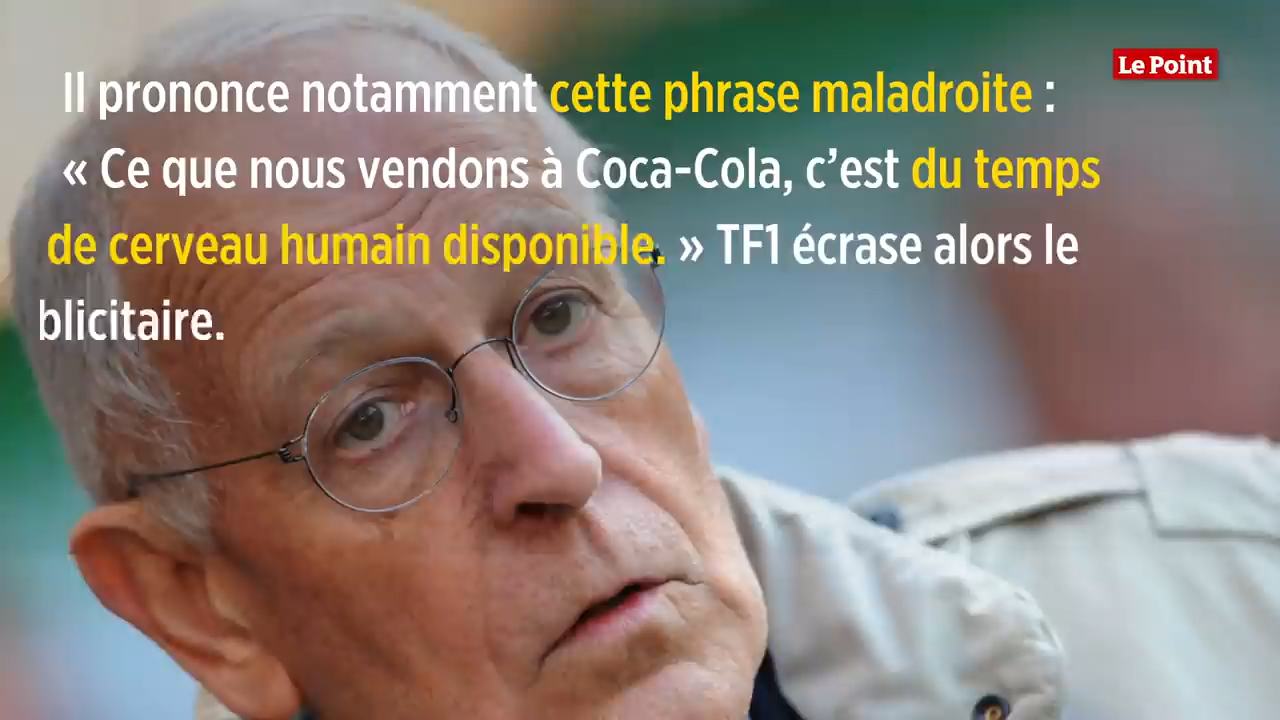 Le Point
Il prononce notamment cette phrase maladroite :
« Ce que nous vendons à Coca-Cola, c’est du temps
de cerveau humain disponible. » TF1 écrase alors le
blicitaire.